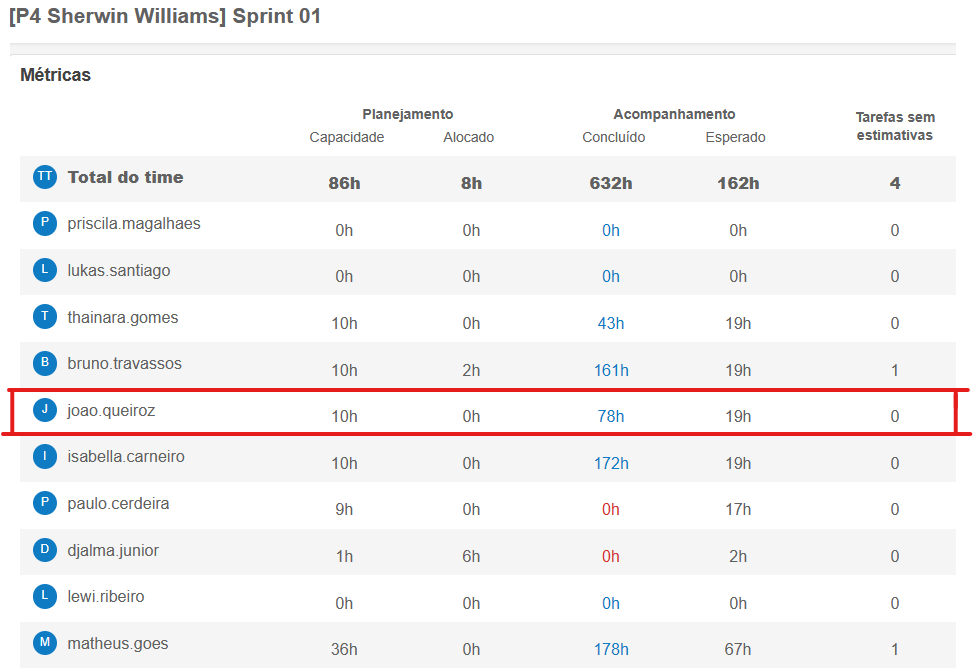 [P4 Sherwin Williams] Sprint 01
Métricas
Planejamento Acompanhamento Tarefas sem estimativas
Capacidade Alocado Concluído Esperado
TT Total do time 86h 8h 632h 162h 4
P priscila.magalhaes 0h 0h 0h 0h 0
L lukas.santiago 0h 0h 0h 0h 0
T thainara.gomes 10h 0h 43h 19h 0
B bruno.travassos 10h 2h 161h 19h 1
J joao.queiroz 10h 0h 78h 19h 0
I isabella.carneiro 10h 0h 172h 19h 0
P paulo.cerdeira 9h 0h 0h 17h 0
D djalma.junior 1h 6h 0h 2h 0
L lewi.ribeiro 0h 0h 0h 0h 0
M matheus.goes 36h 0h 178h 67h 1